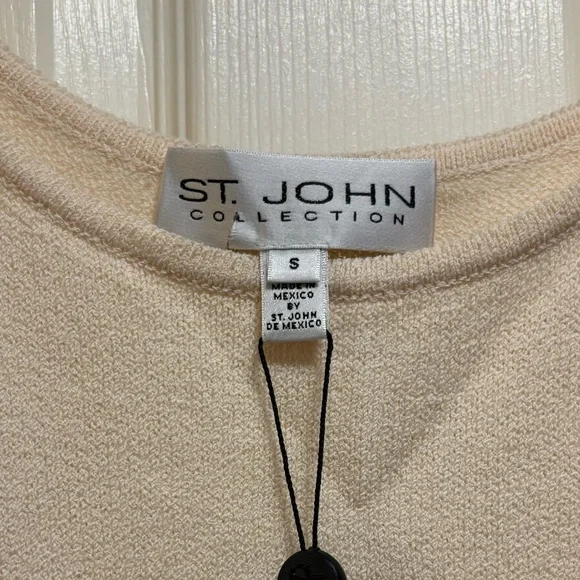 ST. JOHN
COLLECTION
S
MADE IN
MEXICO
BY
ST. JOHN
DE MEXICO